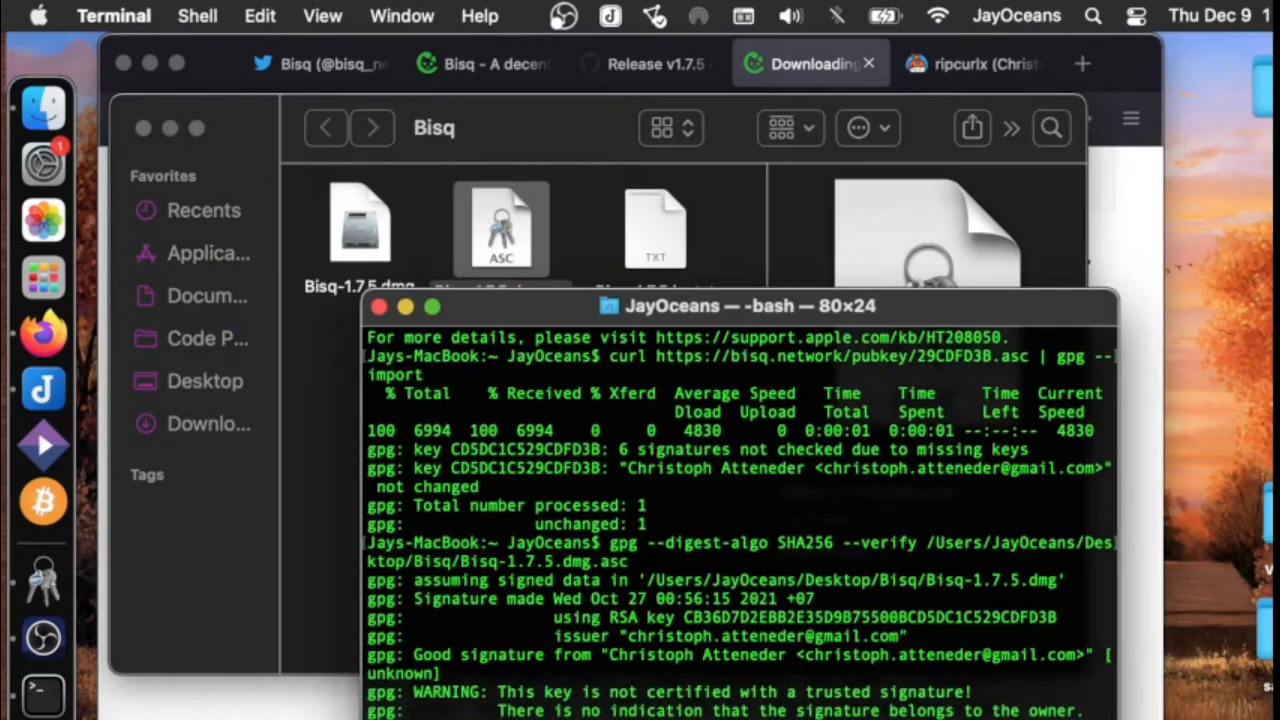 Terminal Shell Edit View Window Help JayOceans Thu Dec 9 1
Bisq (@bisq_ne Bisq - A decent Release v1.7.5 Downloading ripcurlx (Christ
Bisq
Favorites
Recents
Applica...
Docum...
Code P...
Desktop
Downlo...
Tags
1
ASC
TXT
Bisq-1.7.5.dmg
JayOceans — -bash — 80×24
For more details, please visit https://support.apple.com/kb/HT208050.
Jays-MacBook:~ JayOceans$ curl https://bisq.network/pubkey/29CDFD3B.asc | gpg --
import
% Total % Received % Xferd Average Speed Time Time Time Current
Dload Upload Total Spent Left Speed
100 6994 100 6994 0 0 4830 0 0:00:01 0:00:01 --:--:-- 4830
gpg: key CD5DC1C529CDFD3B: 6 signatures not checked due to missing keys
gpg: key CD5DC1C529CDFD3B: "Christoph Atteneder <christoph.atteneder@gmail.com>"
not changed
gpg: Total number processed: 1
gpg: unchanged: 1
Jays-MacBook:~ JayOceans$ gpg --digest-algo SHA256 --verify /Users/JayOceans/Des
ktop/Bisq/Bisq-1.7.5.dmg.asc
gpg: assuming signed data in '/Users/JayOceans/Desktop/Bisq/Bisq-1.7.5.dmg'
gpg: Signature made Wed Oct 27 00:56:15 2021 +07
gpg: using RSA key CB36D7D2EBB2E35D9B75500BCD5DC1C529CDFD3B
gpg: issuer "christoph.atteneder@gmail.com"
gpg: Good signature from "Christoph Atteneder <christoph.atteneder@gmail.com>" [
unknown]
gpg: WARNING: This key is not certified with a trusted signature!
gpg: There is no indication that the signature belongs to the owner.